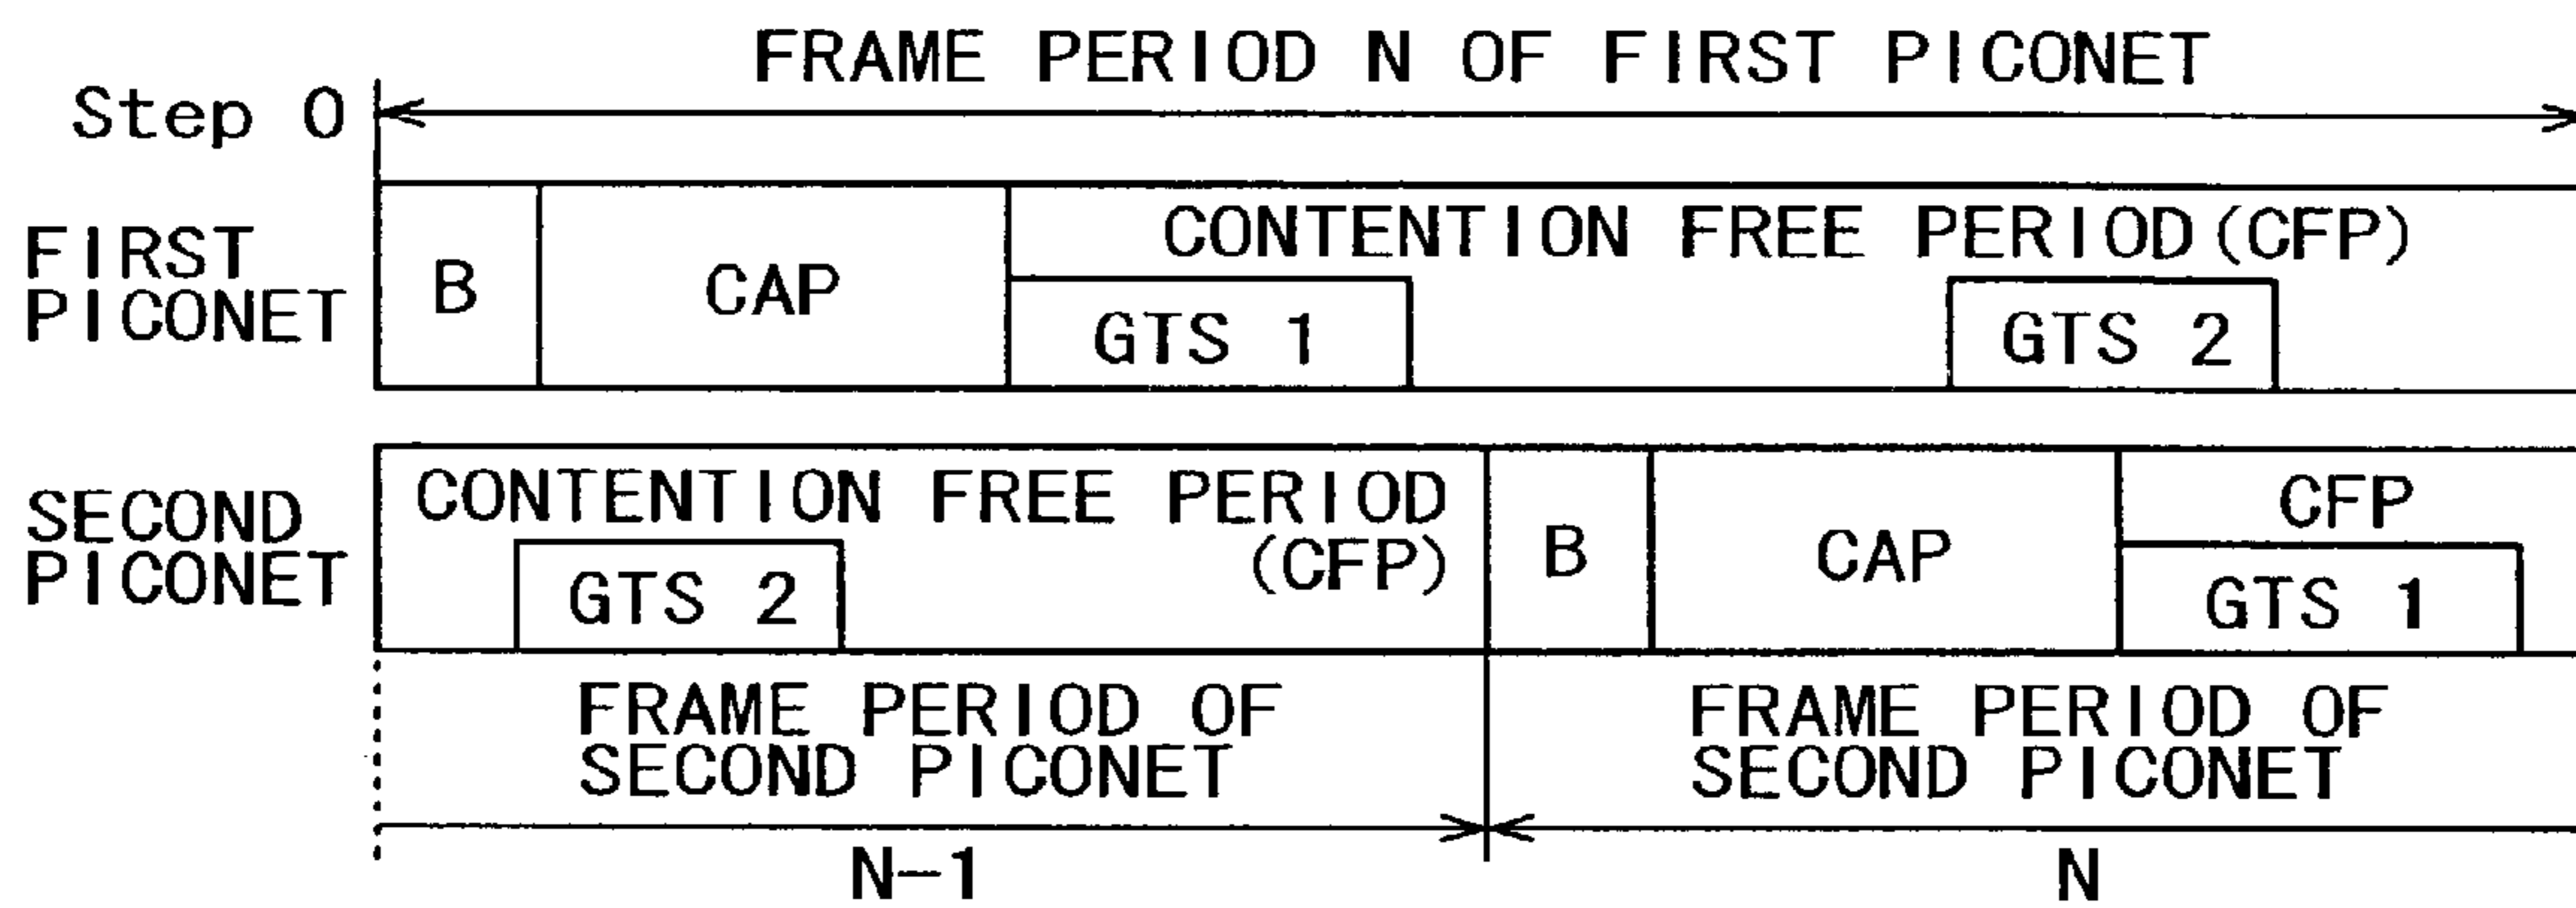 FRAME PERIOD N OF FIRST PICONET
Step 0
FIRST
PICONET
B
CAP
CONTENTION FREE PERIOD(CFP)
GTS 1
GTS 2
SECOND
PICONET
CONTENTION FREE PERIOD
(CFP)
GTS 2
B
CAP
CFP
GTS 1
FRAME PERIOD OF
SECOND PICONET
FRAME PERIOD OF
SECOND PICONET
N-1
N